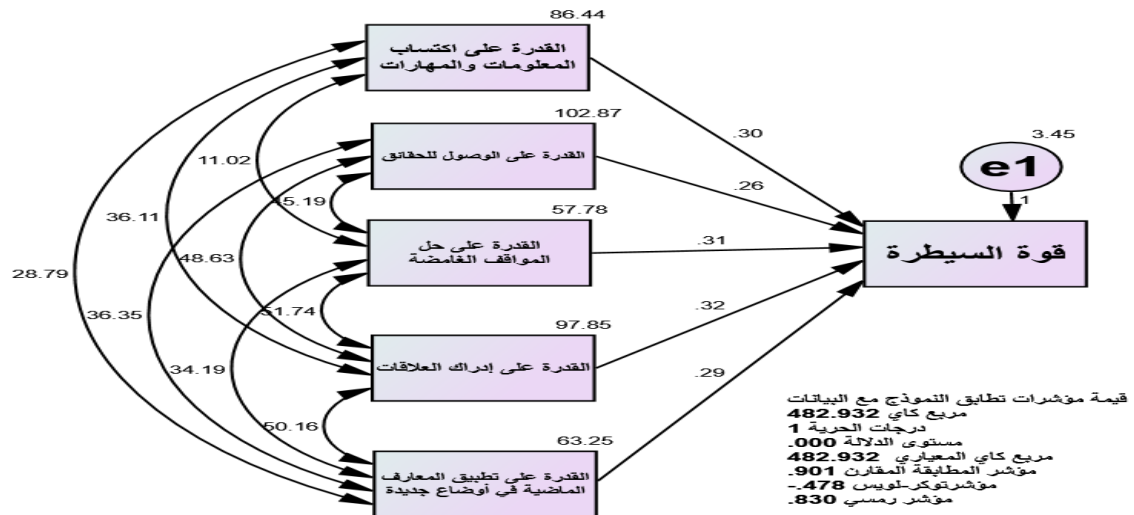 86.44
القدرة على اكتساب
المعلومات والمهارات
102.87
القدرة على الوصول للحقائق
57.78
القدرة على حل
المواقف الغامضة
97.85
القدرة على إدراك العلاقات
63.25
القدرة على تطبيق المعارف
الماضية في أوضاع جديدة
11.02
45.19
36.11
48.63
28.79
51.74
36.35
34.19
50.16
.30
.26
.31
.32
.29
3.45
e1
1
قوة السيطرة
قيمة مؤشرات تطابق النموذج مع البيانات
مربع كاي 482.932
درجات الحرية 1
مستوى الدلالة .000
مربع كاي المعياري 482.932
مؤشر المطابقة المقارن .901
مؤشرتوكر-لويس .478-
مؤشر رمسي .830